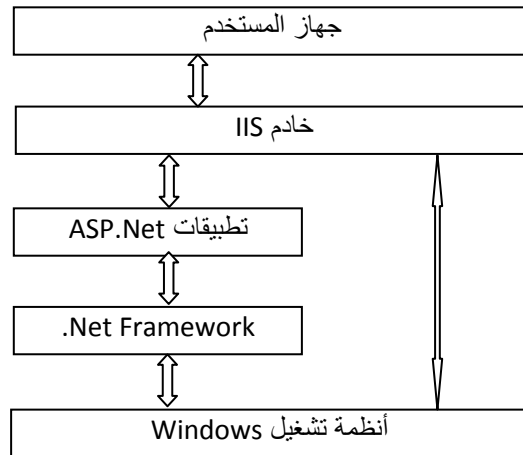 جهاز المستخدم
خادم IIS
تطبيقات ASP.Net
.Net Framework
أنظمة تشغيل Windows